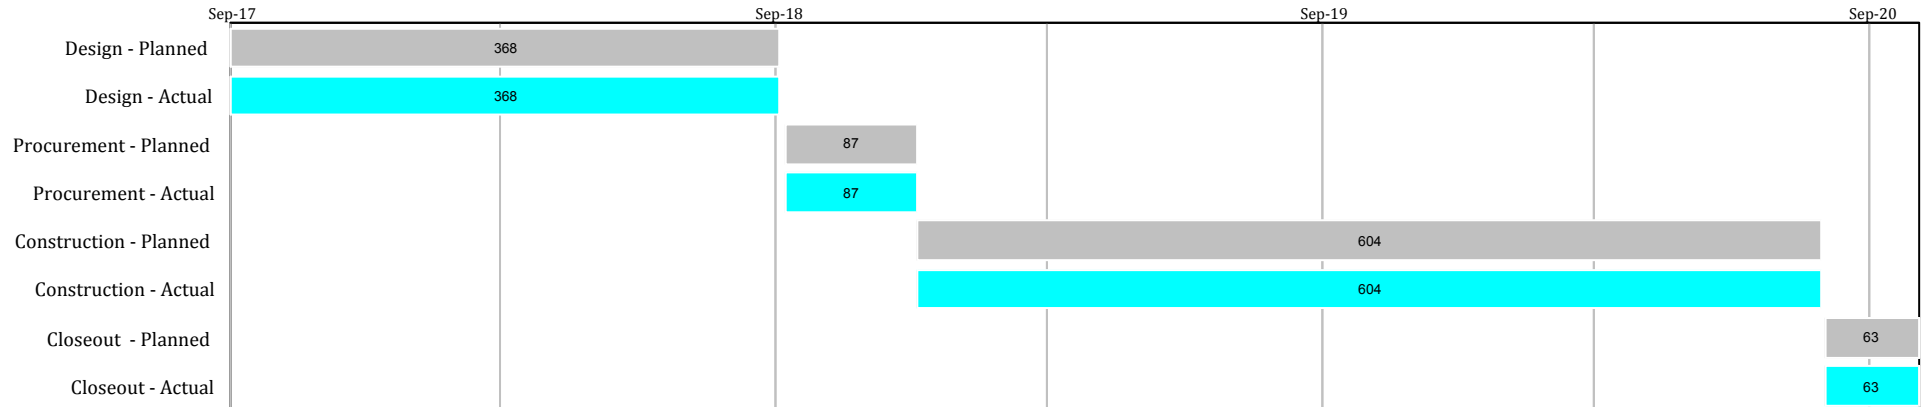 Sep-17 Sep-18 Sep-19 Sep-20
Design - Planned 368
Design - Actual 368
Procurement - Planned 87
Procurement - Actual 87
Construction - Planned 604
Construction - Actual 604
Closeout - Planned 63
Closeout - Actual 63